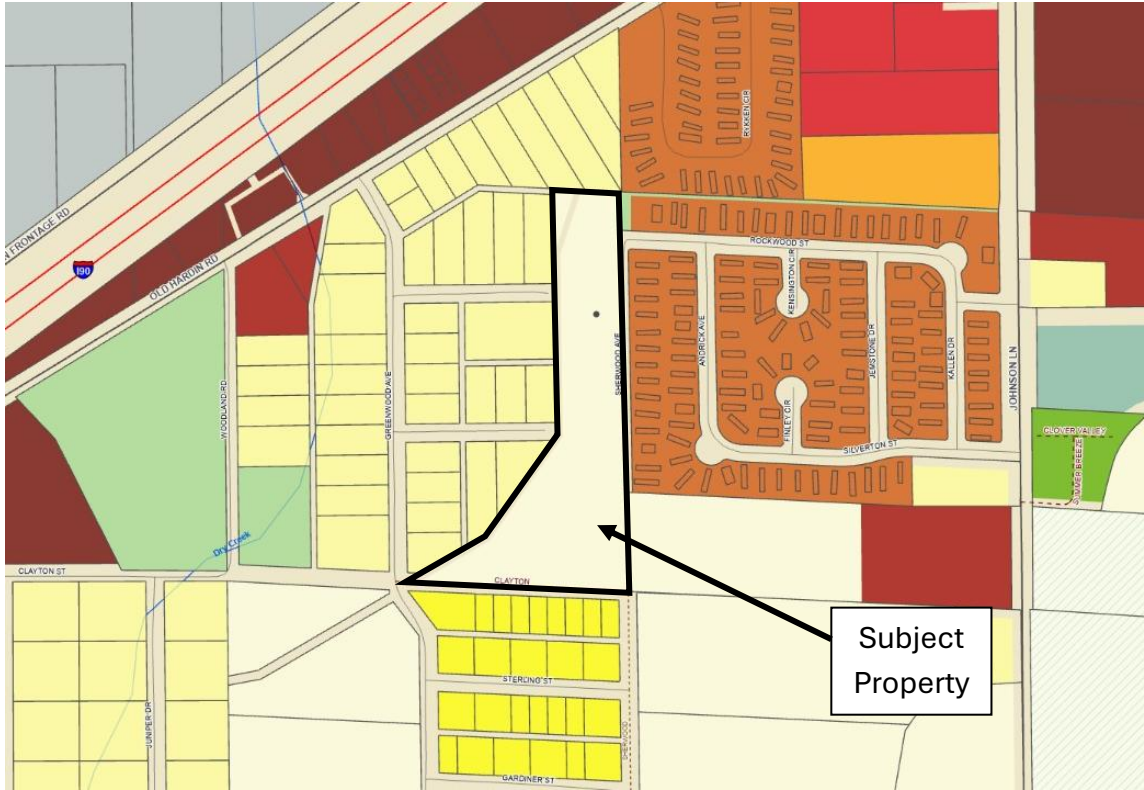 RYKKEN CIR
N FRONTAGE RD
190
OLD HARDIN RD
ROCKWOOD ST
KENSINGTON CIR
SHERWOOD AVE
ANDRICK AVE
JEMSTONE DR
KALLEN DR
JOHNSON LN
WOODLAND RD
GREENWOOD AVE
FINLEY CIR
SILVERTON ST
CLOVER VALLEY
SUMMER BREEZE
Dry Creek
CLAYTON ST
CLAYTON
Subject
Property
STERLING ST
JUNIPER DR
SHERWOOD
GARDINER ST